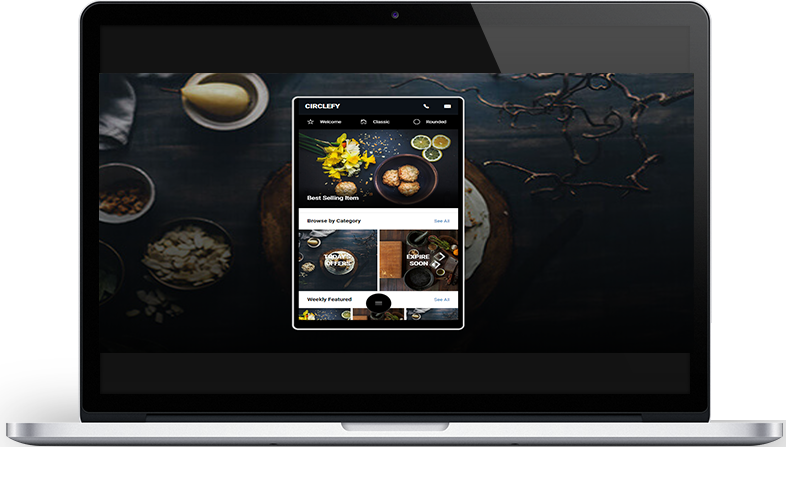 CIRCLEFY
Welcome Classic Rounded
Best Selling Item
Browse by Category See All
TODAY'S
OFFER!
EXPIRE
SOON
Weekly Featured See All